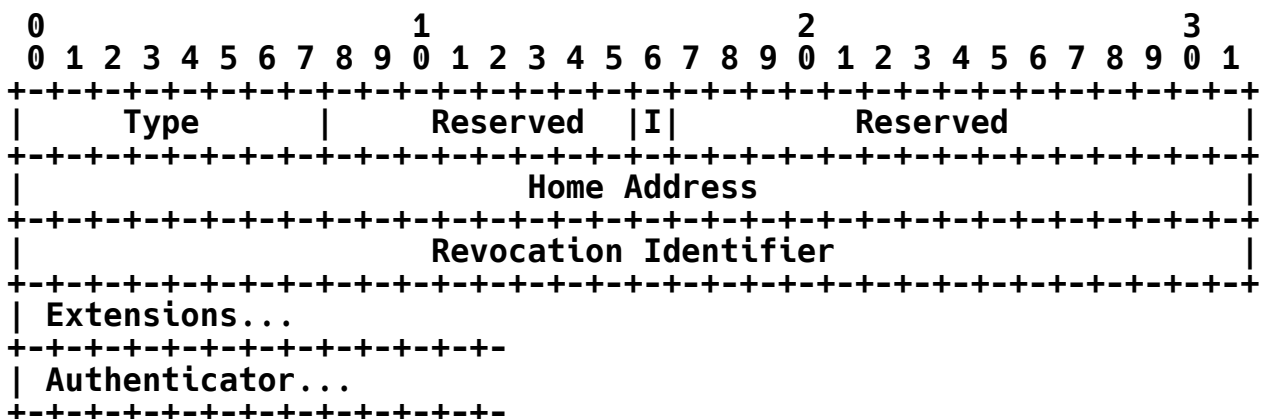 0                   1                   2                   3
 0 1 2 3 4 5 6 7 8 9 0 1 2 3 4 5 6 7 8 9 0 1 2 3 4 5 6 7 8 9 0 1
+-+-+-+-+-+-+-+-+-+-+-+-+-+-+-+-+-+-+-+-+-+-+-+-+-+-+-+-+-+-+-+-+
|     Type      |     Reserved  |I|         Reserved            |
+-+-+-+-+-+-+-+-+-+-+-+-+-+-+-+-+-+-+-+-+-+-+-+-+-+-+-+-+-+-+-+-+
|                          Home Address                         |
+-+-+-+-+-+-+-+-+-+-+-+-+-+-+-+-+-+-+-+-+-+-+-+-+-+-+-+-+-+-+-+-+
|                     Revocation Identifier                     |
+-+-+-+-+-+-+-+-+-+-+-+-+-+-+-+-+-+-+-+-+-+-+-+-+-+-+-+-+-+-+-+-+
| Extensions...
+-+-+-+-+-+-+-+-+-+-+-+-+-
| Authenticator...
+-+-+-+-+-+-+-+-+-+-+-+-+-